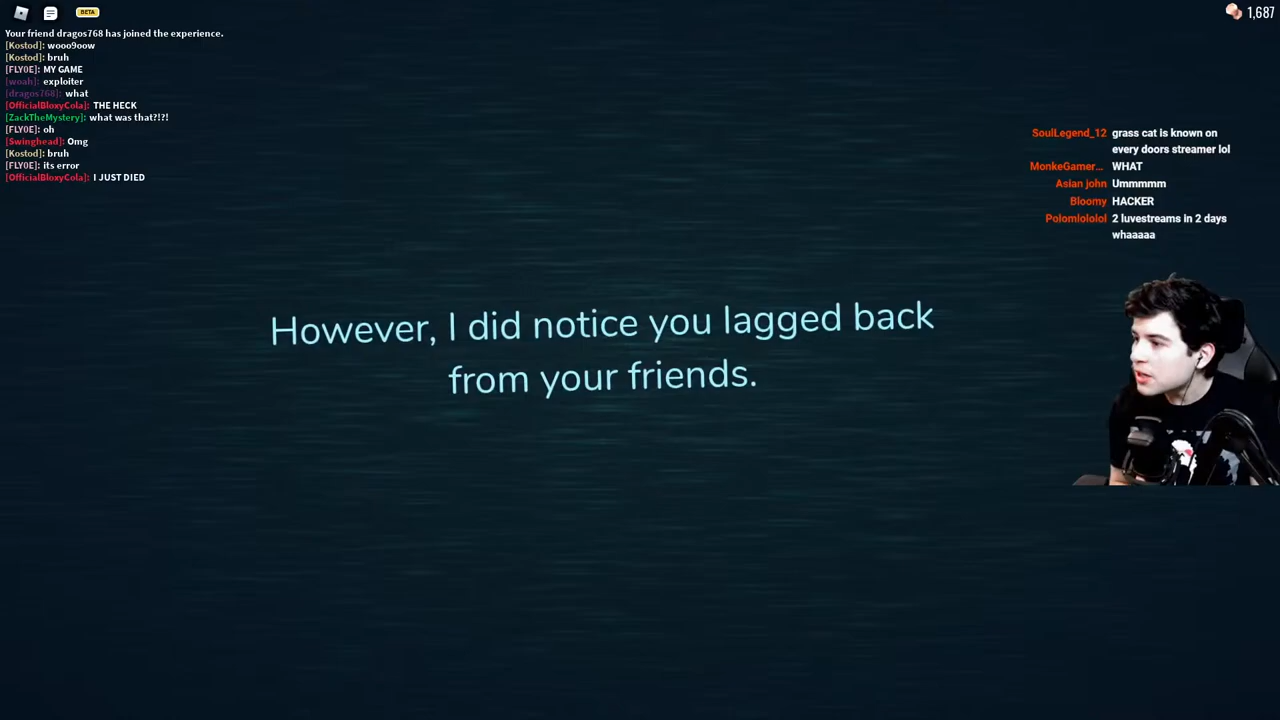 BETA
1,687
Your friend dragos768 has joined the experience.
[Kostod]: wooo9oow
[Kostod]: bruh
[FLY0E]: MY GAME
[woah]: exploiter
[dragos768]: what
[OfficialBloxyCola]: THE HECK
[ZackTheMystery]: what was that?!?!
[FLY0E]: oh
[Swinghead]: Omg
[Kostod]: bruh
[FLY0E]: its error
[OfficialBloxyCola]: I JUST DIED
SoulLegend_12 grass cat is known on
every doors streamer lol
MonkeGamer... WHAT
Asian john Ummmmm
Bloomy HACKER
Polomlololol 2 luvestreams in 2 days
whaaaaa
However, I did notice you lagged back
from your friends.